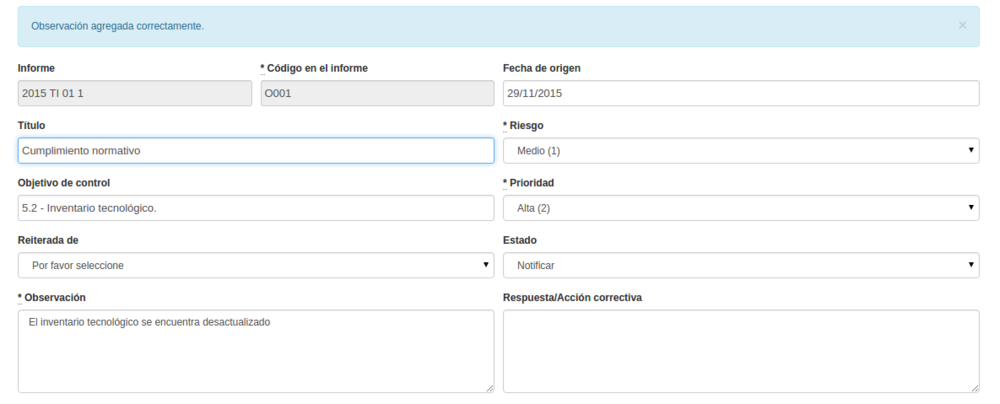 Observación agregada correctamente. ×
Informe * Código en el informe Fecha de origen
2015 TI 01 1 O001 29/11/2015
Título * Riesgo
Cumplimiento normativo Medio (1)
Objetivo de control * Prioridad
5.2 - Inventario tecnológico. Alta (2)
Reiterada de Estado
Por favor seleccione Notificar
* Observación Respuesta/Acción correctiva
El inventario tecnológico se encuentra desactualizado